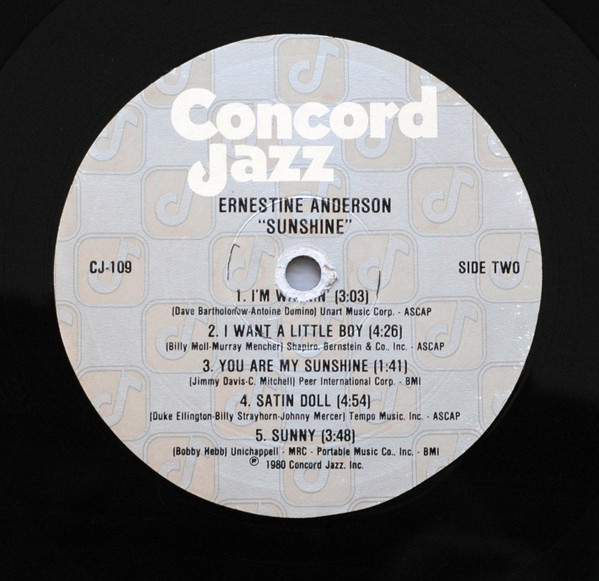 Concord
Jazz
ERNESTINE ANDERSON
"SUNSHINE"
CJ-109
SIDE TWO
1. I'M (3:03)
(Dave Bartholomow-Antoine Domino) Unart Music Corp. - ASCAP
2. I WANT A LITTLE BOY (4:26)
(Billy Moll-Murray Mencher) Shapiro, Bernstein & Co., Inc. - ASCAP
3. YOU ARE MY SUNSHINE (1:41)
(Jimmy Davis-C. Mitchell) Peer International Corp. - BMI
4. SATIN DOLL (4:54)
(Duke Ellington-Billy Strayhorn-Johnny Mercer) Tempo Music, Inc. - ASCAP
5. SUNNY (3:48)
(Bobby Hebb) Unichappell - MRC - Portable Music Co., Inc. - BMI
℗ 1980 Concord Jazz, Inc.